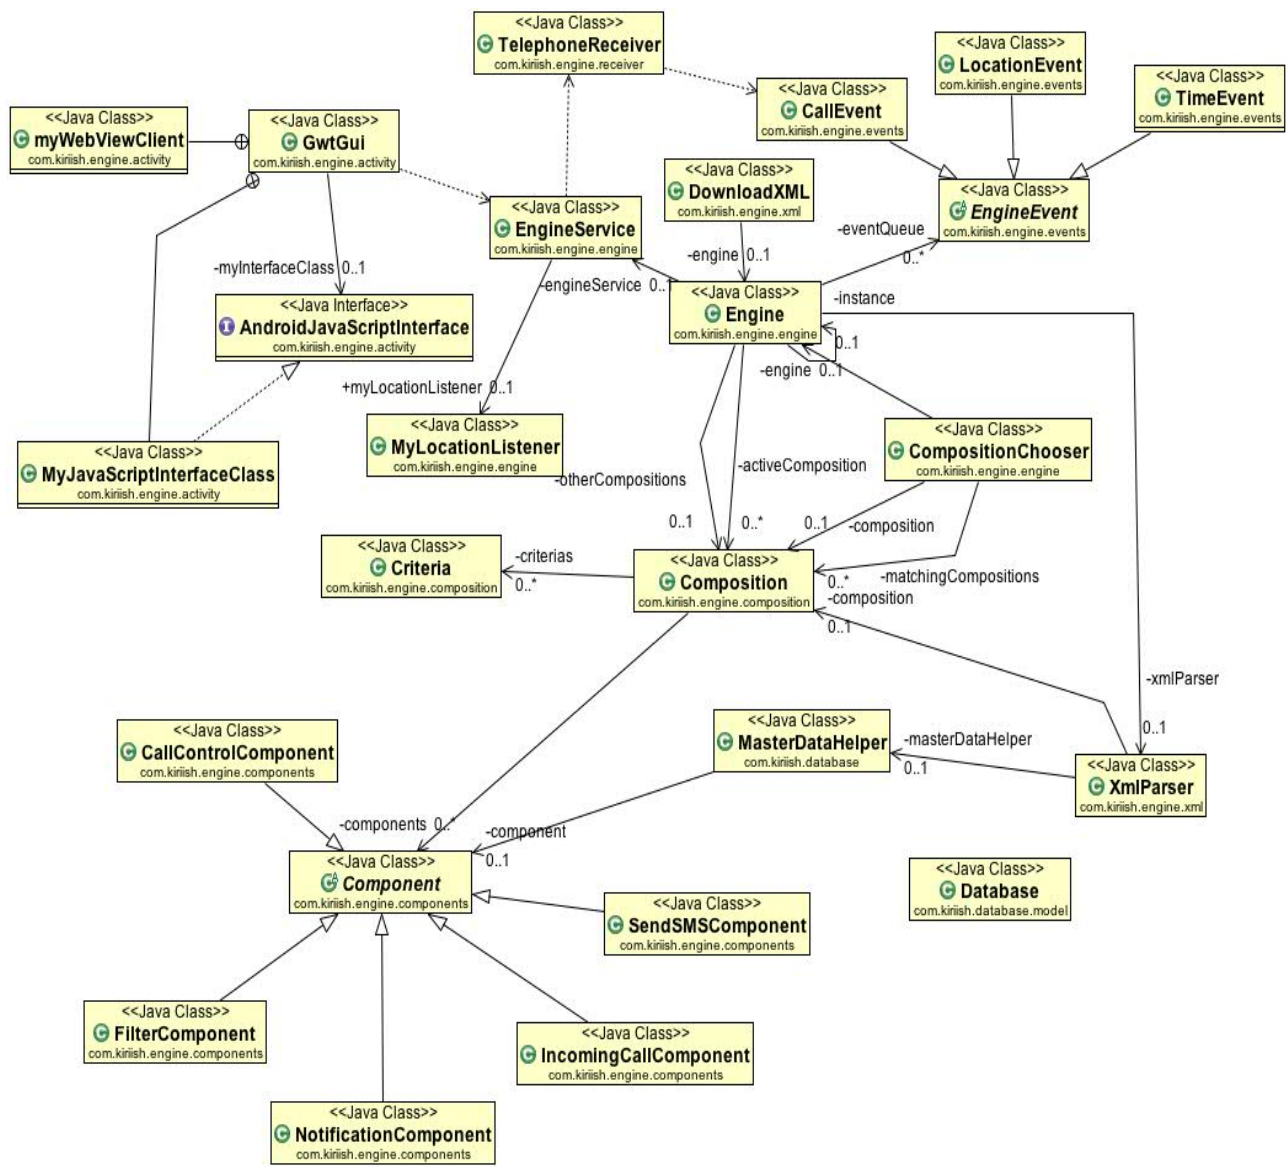 <<Java Class>>
TelephoneReceiver
com.kiriish.engine.receiver
<<Java Class>>
LocationEvent
com.kiriish.engine.events
<<Java Class>>
TimeEvent
com.kiriish.engine.events
<<Java Class>>
CallEvent
com.kiriish.engine.events
<<Java Class>>
myWebViewClient
com.kiriish.engine.activity
<<Java Class>>
GwtGui
com.kiriish.engine.activity
<<Java Class>>
DownloadXML
com.kiriish.engine.xml
<<Java Class>>
EngineEvent
com.kiriish.engine.events
<<Java Class>>
EngineService
com.kiriish.engine.engine
-eventQueue
0..*
-engine 0..1
-myInterfaceClass 0..1
-engineService 0..1
<<Java Class>>
Engine
com.kiriish.engine.engine
-instance
0..1
<<Java Interface>>
AndroidJavaScriptInterface
com.kiriish.engine.activity
-engine 0..1
+myLocationListener 0..1
<<Java Class>>
MyLocationListener
com.kiriish.engine.engine
<<Java Class>>
CompositionChooser
com.kiriish.engine.engine
<<Java Class>>
MyJavaScriptInterfaceClass
com.kiriish.engine.activity
-activeComposition
-otherCompositions
0..1
0..*
0..1
-composition
<<Java Class>>
Criteria
com.kiriish.engine.composition
-criterias
0..*
<<Java Class>>
Composition
com.kiriish.engine.composition
0..*
-matchingCompositions
-composition
0..1
-xmlParser
0..1
<<Java Class>>
CallControlComponent
com.kiriish.engine.components
<<Java Class>>
MasterDataHelper
com.kiriish.database
-masterDataHelper
0..1
<<Java Class>>
XmlParser
com.kiriish.engine.xml
-components 0..*
-component
0..1
<<Java Class>>
Component
com.kiriish.engine.components
<<Java Class>>
Database
com.kiriish.database.model
<<Java Class>>
SendSMSComponent
com.kiriish.engine.components
<<Java Class>>
FilterComponent
com.kiriish.engine.components
<<Java Class>>
IncomingCallComponent
com.kiriish.engine.components
<<Java Class>>
NotificationComponent
com.kiriish.engine.components